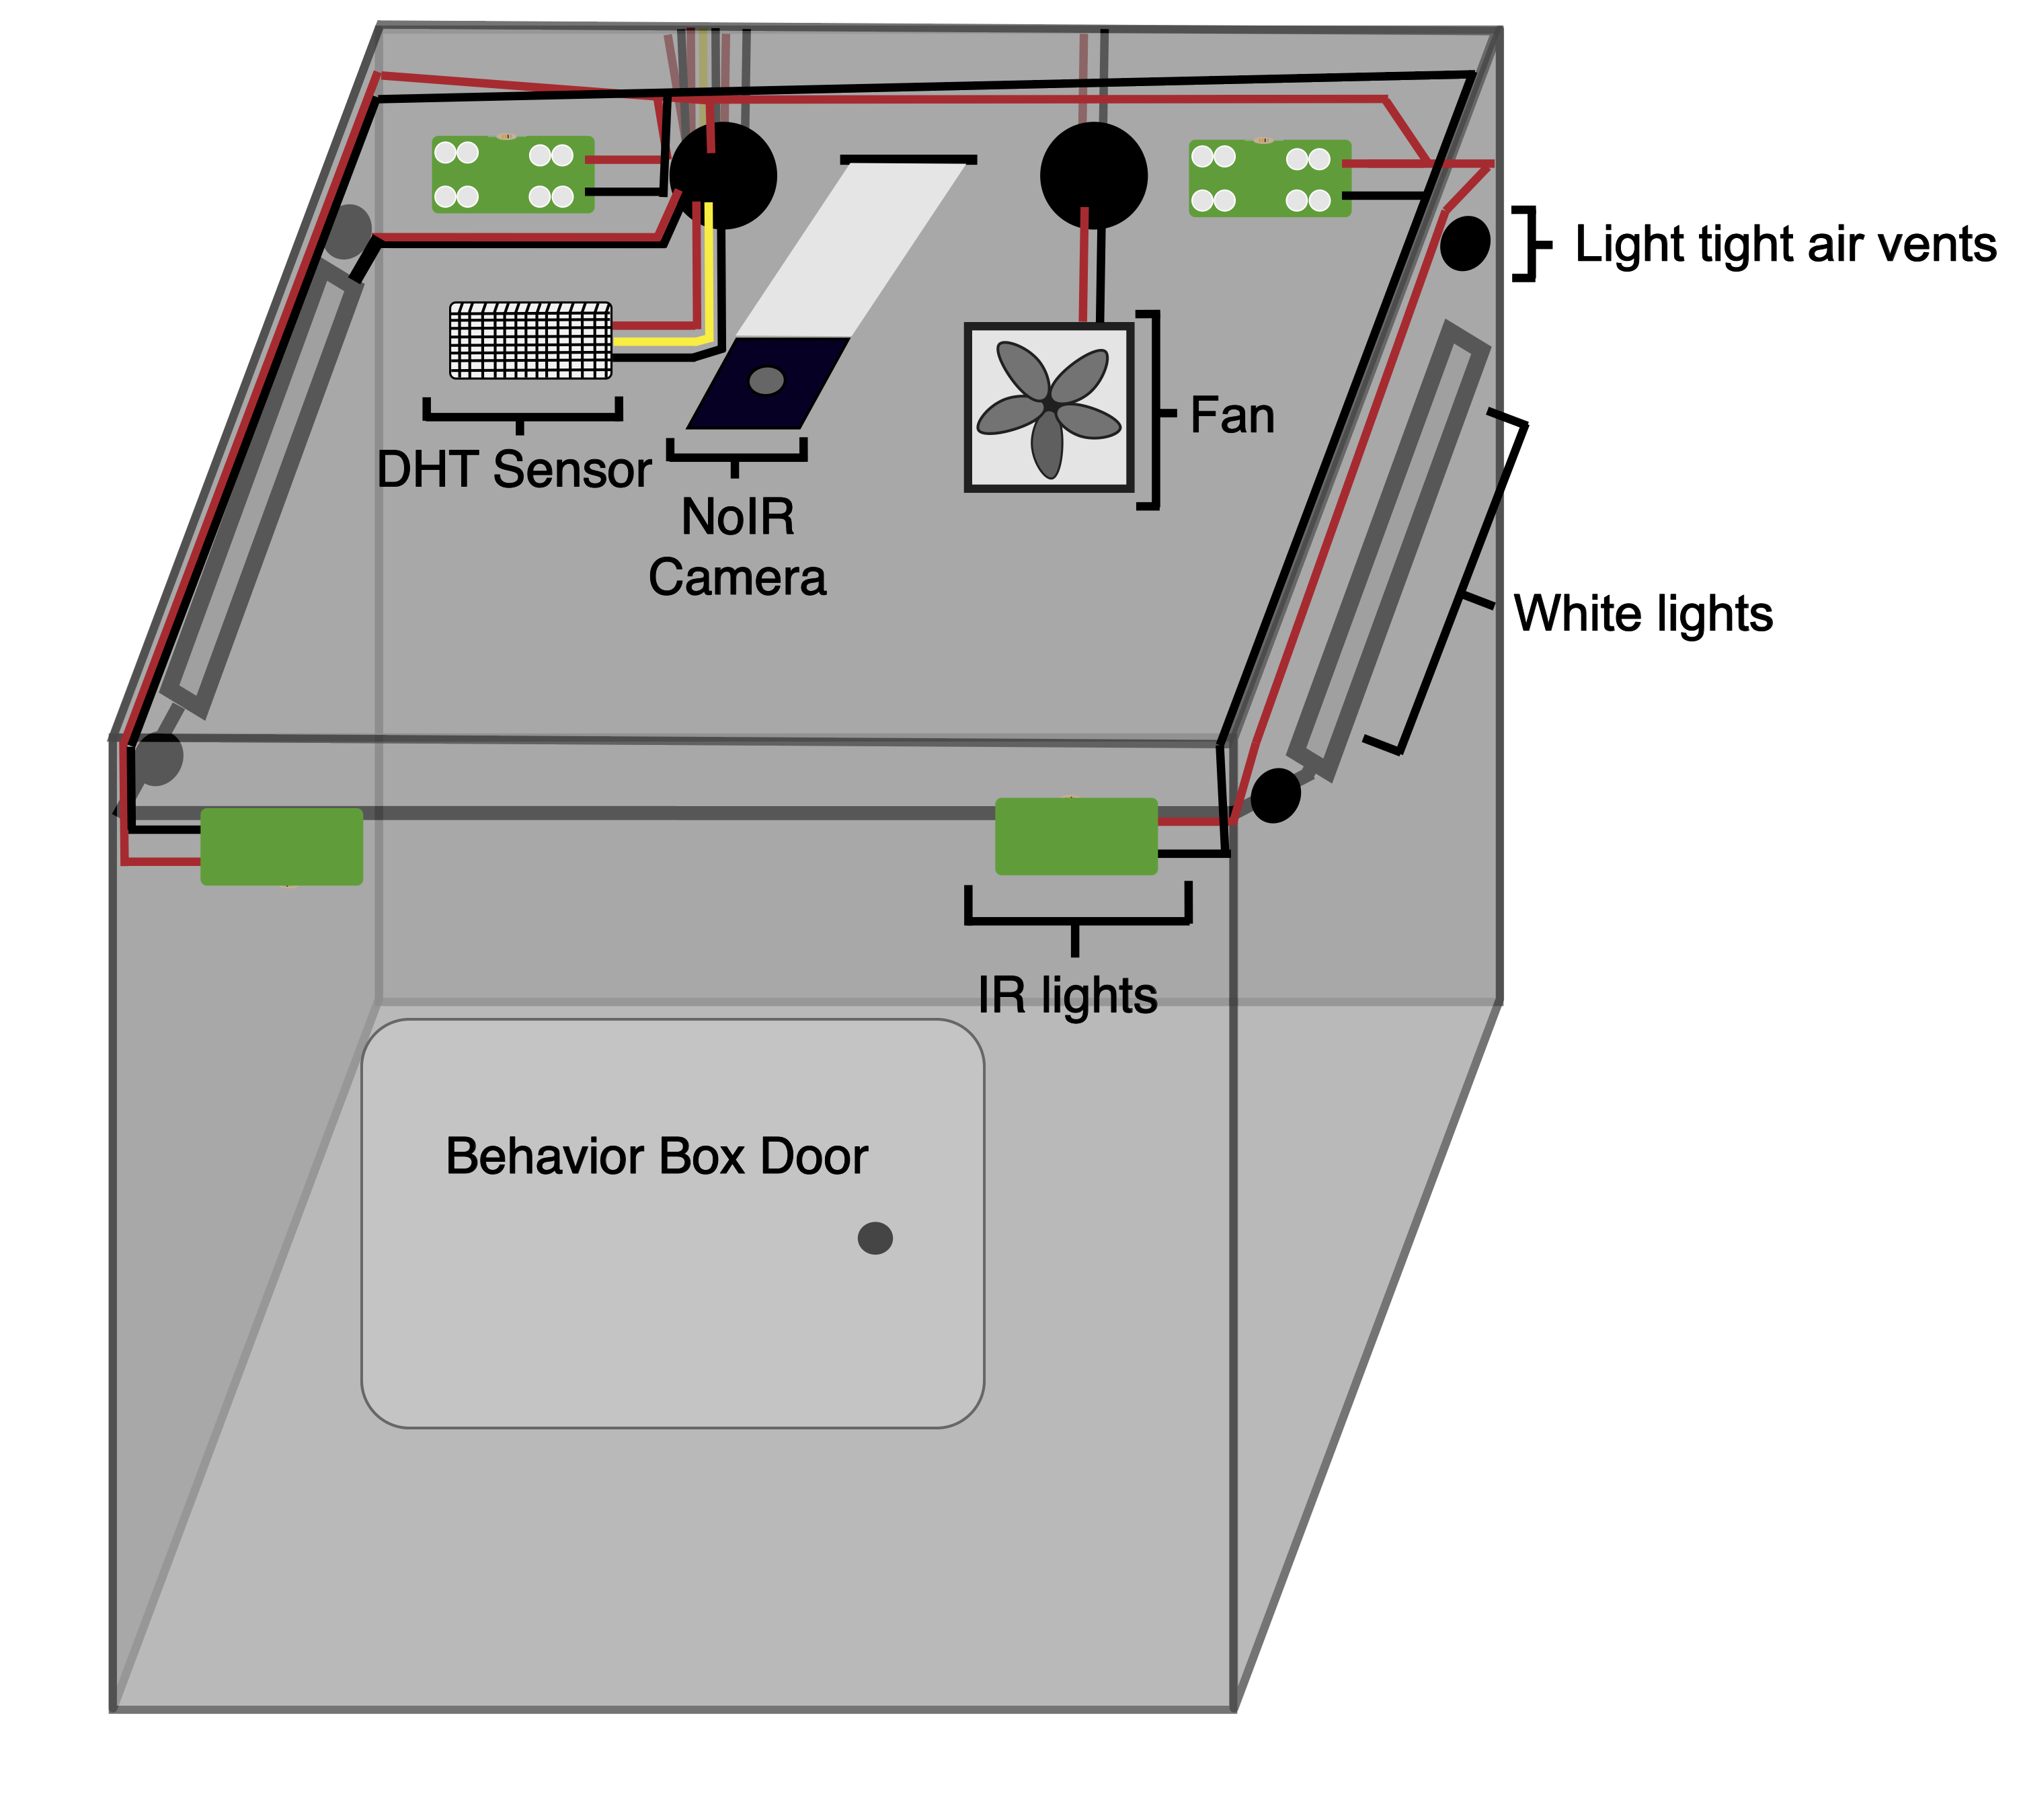 Light tight air vents
Fan
DHT Sensor
NoIR
Camera
White lights
IR lights
Behavior Box Door